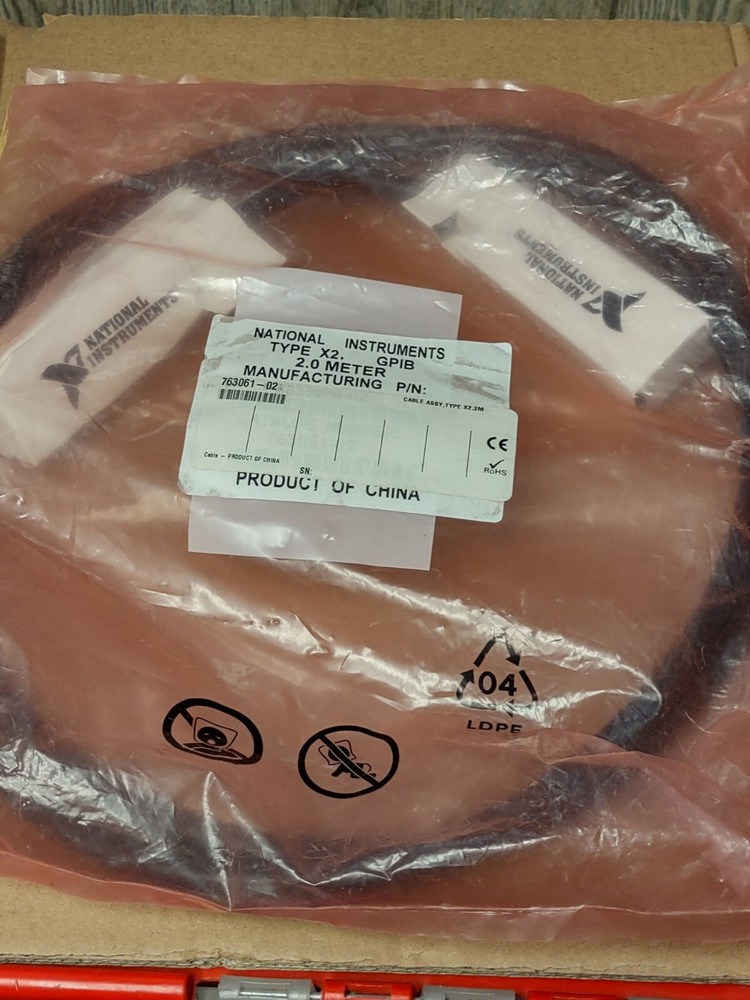 NATIONAL INSTRUMENTS
NATIONAL INSTRUMENTS
NATIONAL INSTRUMENTS
TYPE X2, GPIB
2.0 METER
MANUFACTURING P/N:
763061-02
CABLE ASSY, TYPE X2,2M
CE
RoHS
Cable - PRODUCT OF CHINA
SN:
PRODUCT OF CHINA
04
LDPE